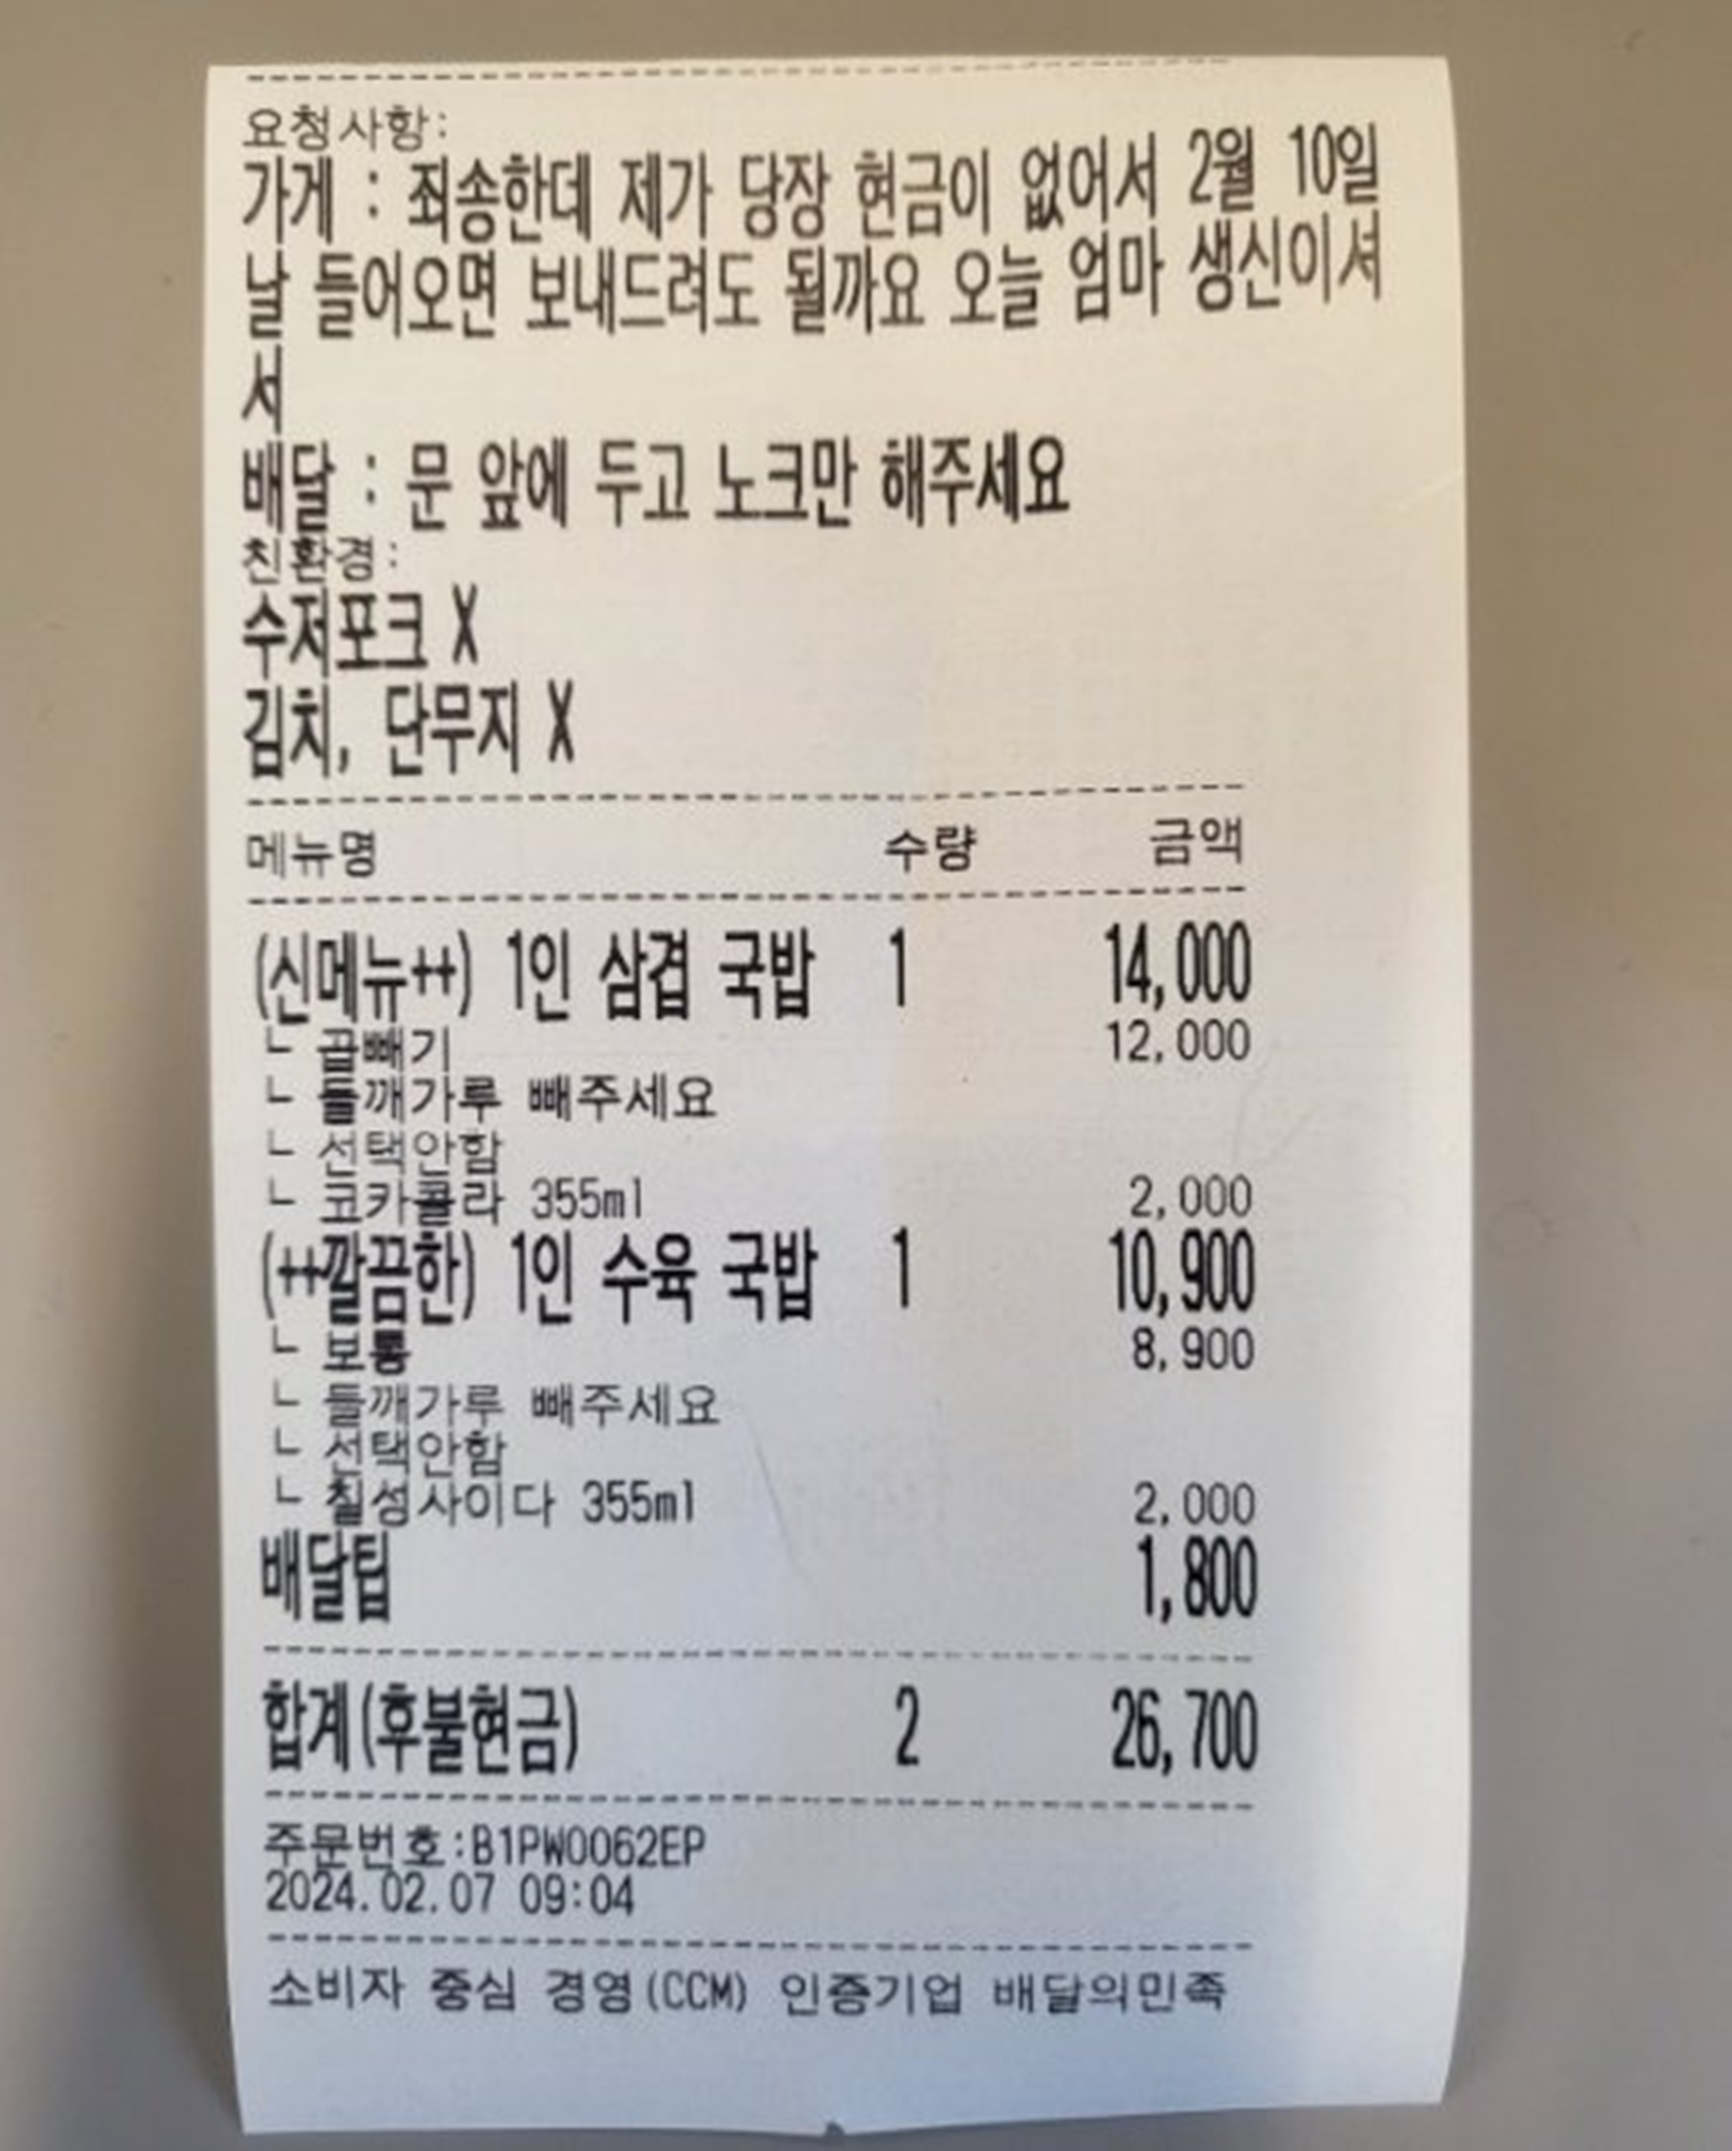 요청사항:
가게 : 죄송한데 제가 당장 현금이 없어서 2월 10일
날 들어오면 보내드려도 될까요 오늘 엄마 생신이셔
서
배달 : 문 앞에 두고 노크만 해주세요
친환경:
수저포크 X
김치, 단무지 X
메뉴명 수량 금액
(신메뉴++) 1인 삼겹 국밥 1 14,000
└ 곱빼기 12,000
└ 들깨가루 빼주세요
└ 선택안함
└ 코카콜라 355ml 2,000
(++깔끔한) 1인 수육 국밥 1 10,900
└ 보통 8,900
└ 들깨가루 빼주세요
└ 선택안함
└ 칠성사이다 355ml 2,000
배달팁 1,800
합계(후불현금) 2 26,700
주문번호:B1PW0062EP
2024.02.07 09:04
소비자 중심 경영(CCM) 인증기업 배달의민족